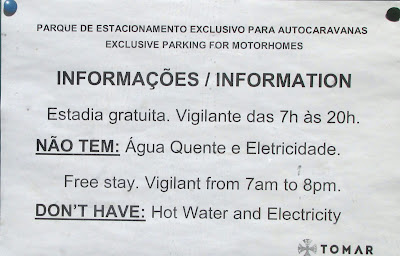 PARQUE DE ESTACIONAMENTO EXCLUSIVO PARA AUTOCARAVANAS
EXCLUSIVE PARKING FOR MOTORHOMES
INFORMAÇÕES / INFORMATION
Estadia gratuita. Vigilante das 7h às 20h.
NÃO TEM: Água Quente e Eletricidade.
Free stay. Vigilant from 7am to 8pm.
DON'T HAVE: Hot Water and Electricity
TOMAR